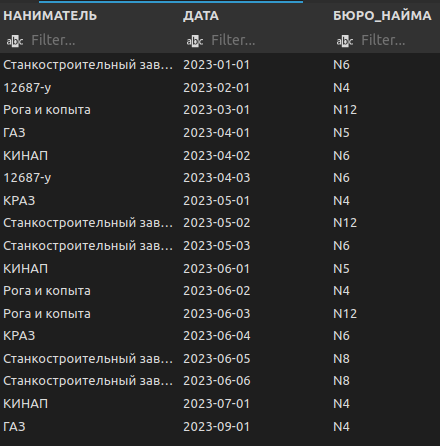 НАНИМАТЕЛЬ ДАТА БЮРО_НАЙМА
abc Filter... abc Filter... abc Filter...
Станкостроительный зав... 2023-01-01 N6
12687-у 2023-02-01 N4
Рога и копыта 2023-03-01 N12
ГАЗ 2023-04-01 N5
КИНАП 2023-04-02 N6
12687-у 2023-04-03 N6
КРАЗ 2023-05-01 N4
Станкостроительный зав... 2023-05-02 N12
Станкостроительный зав... 2023-05-03 N6
КИНАП 2023-06-01 N5
Рога и копыта 2023-06-02 N4
Рога и копыта 2023-06-03 N12
КРАЗ 2023-06-04 N6
Станкостроительный зав... 2023-06-05 N8
Станкостроительный зав... 2023-06-06 N8
КИНАП 2023-07-01 N4
ГАЗ 2023-09-01 N4